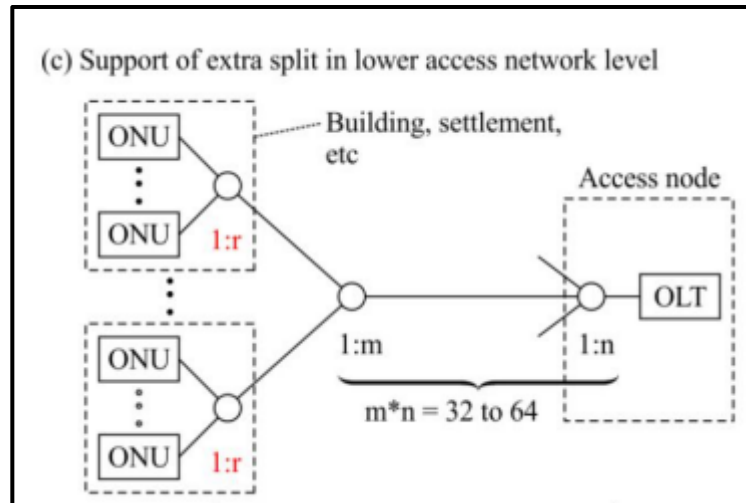 (c) Support of extra split in lower access network level
Building, settlement,
etc
Access node
ONU
ONU
1:r
ONU
ONU
1:r
1:m
1:n
OLT
m*n = 32 to 64